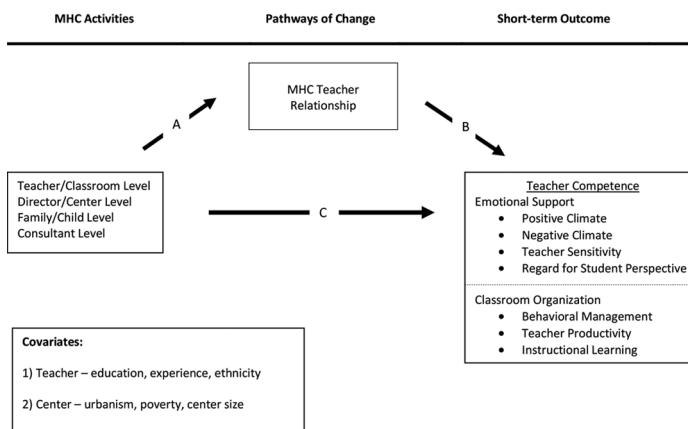 MHC Activities
Pathways of Change
Short-term Outcome
MHC Teacher
Relationship
A
B
Teacher/Classroom Level
Director/Center Level
Family/Child Level
Consultant Level
C
Teacher Competence
Emotional Support
• Positive Climate
• Negative Climate
• Teacher Sensitivity
• Regard for Student Perspective
Classroom Organization
• Behavioral Management
• Teacher Productivity
• Instructional Learning
Covariates:
1) Teacher – education, experience, ethnicity
2) Center – urbanism, poverty, center size